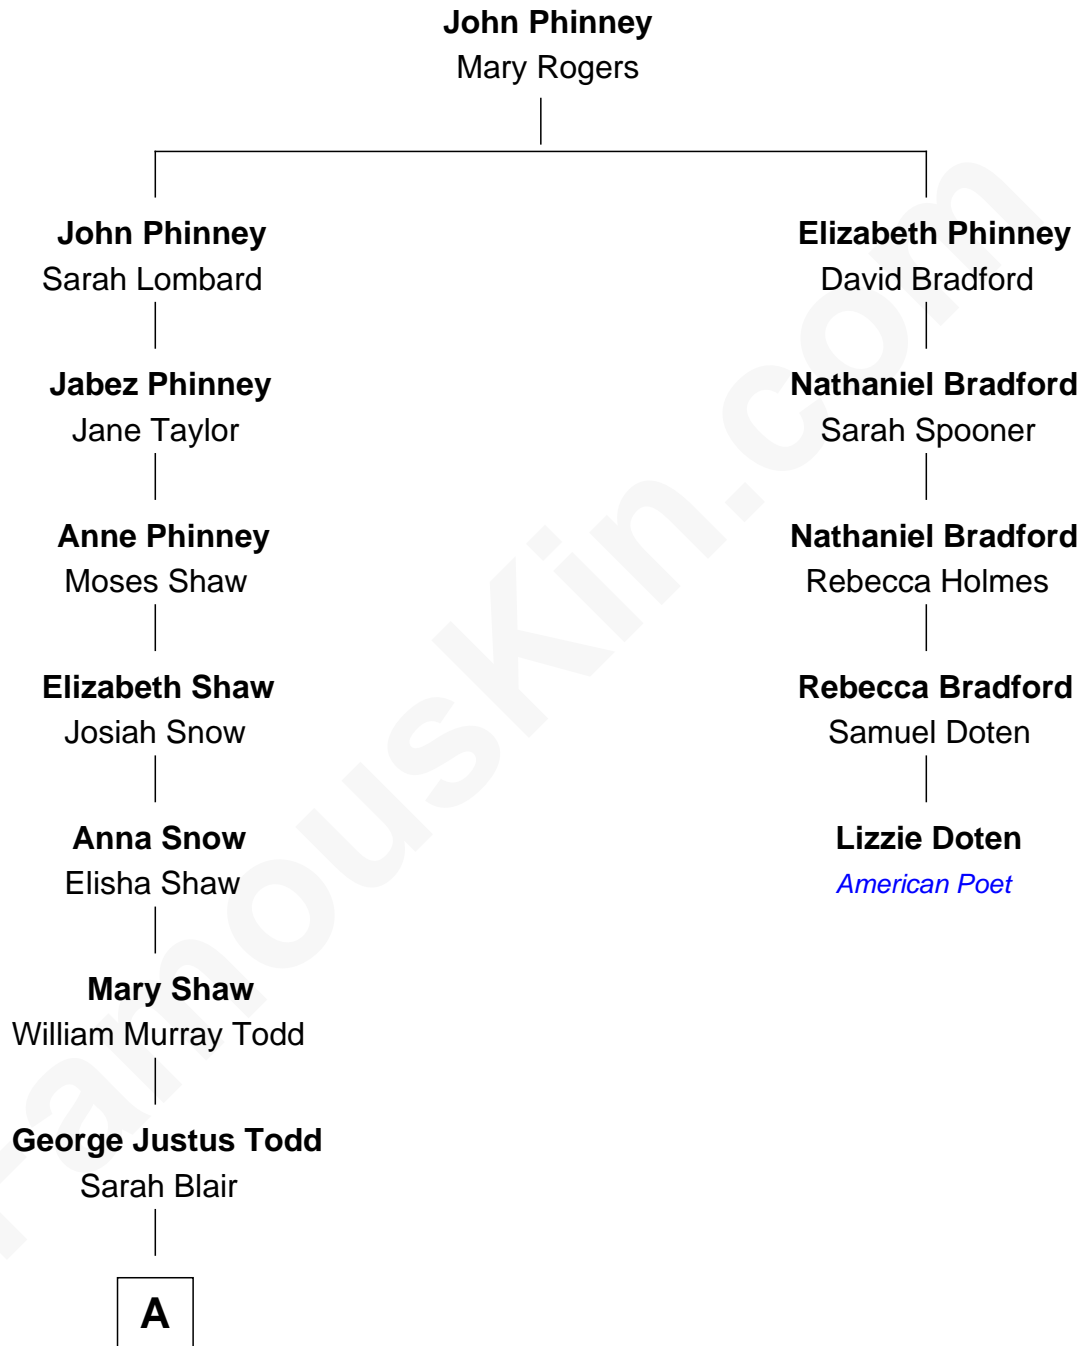 John Phinney
Mary Rogers
John Phinney
Sarah Lombard
Elizabeth Phinney
David Bradford
Jabez Phinney
Jane Taylor
Nathaniel Bradford
Sarah Spooner
Anne Phinney
Moses Shaw
Nathaniel Bradford
Rebecca Holmes
Elizabeth Shaw
Josiah Snow
Rebecca Bradford
Samuel Doten
Anna Snow
Elisha Shaw
Lizzie Doten
American Poet
Mary Shaw
William Murray Todd
George Justus Todd
Sarah Blair
A
FamousKin.com